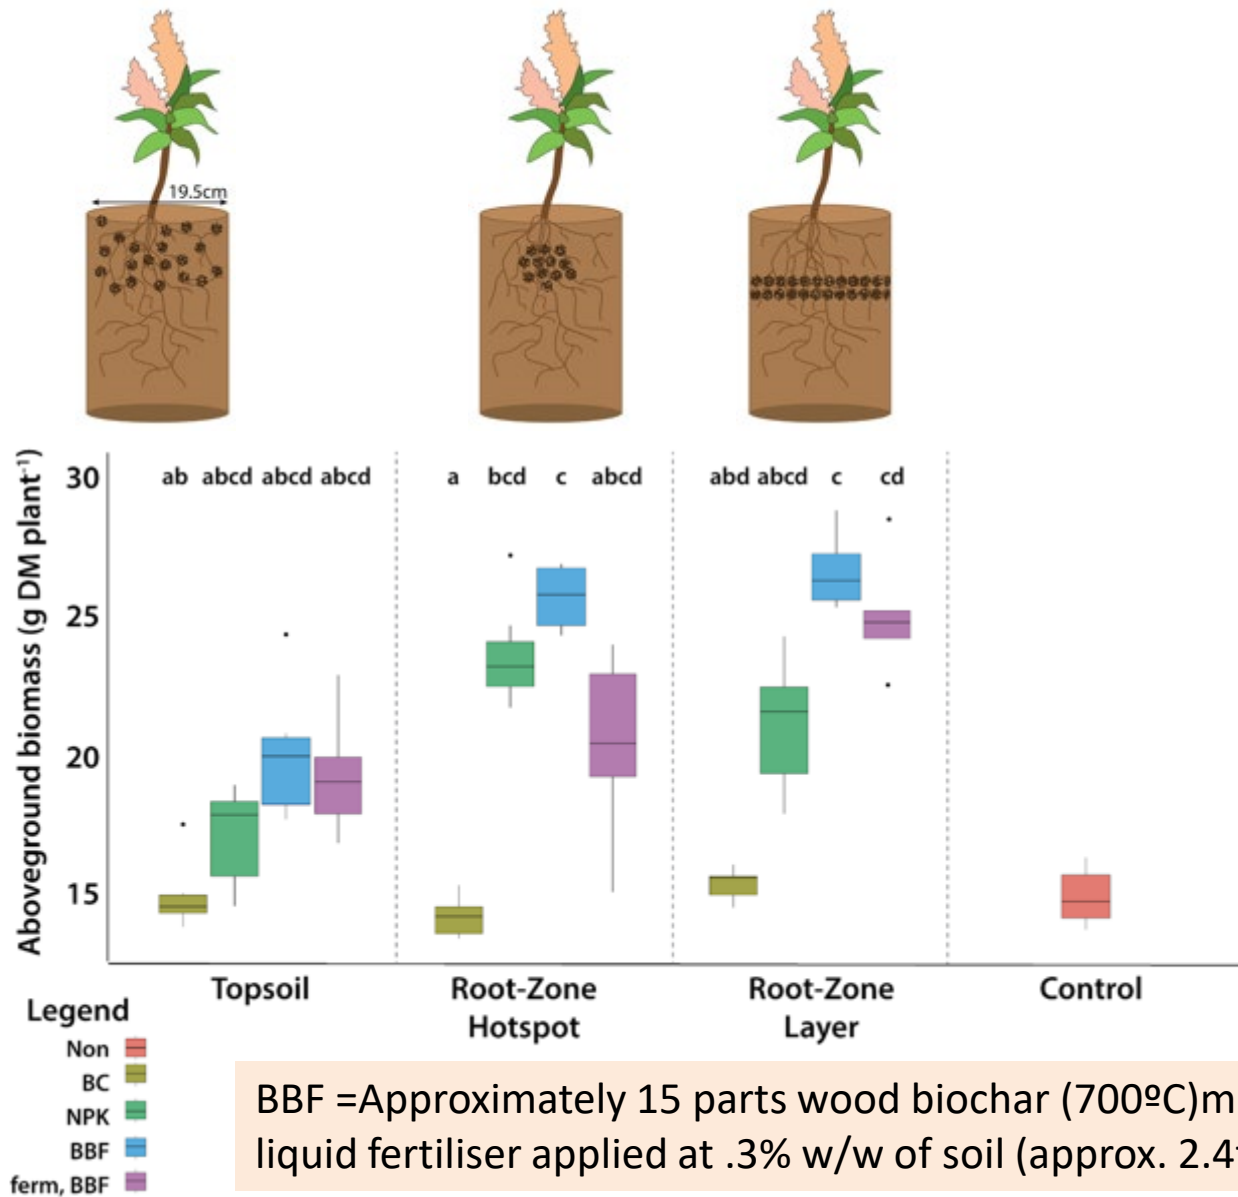 19.5cm
Aboveground biomass (g DM plant⁻¹)
30
25
20
15
ab abcd abcd abcd
a bcd c abcd
abd abcd c cd
Topsoil
Root-Zone
Hotspot
Root-Zone
Layer
Control
Legend
Non
BC
NPK
BBF
ferm, BBF
BBF =Approximately 15 parts wood biochar (700ºC)m
liquid fertiliser applied at .3% w/w of soil (approx. 2.4